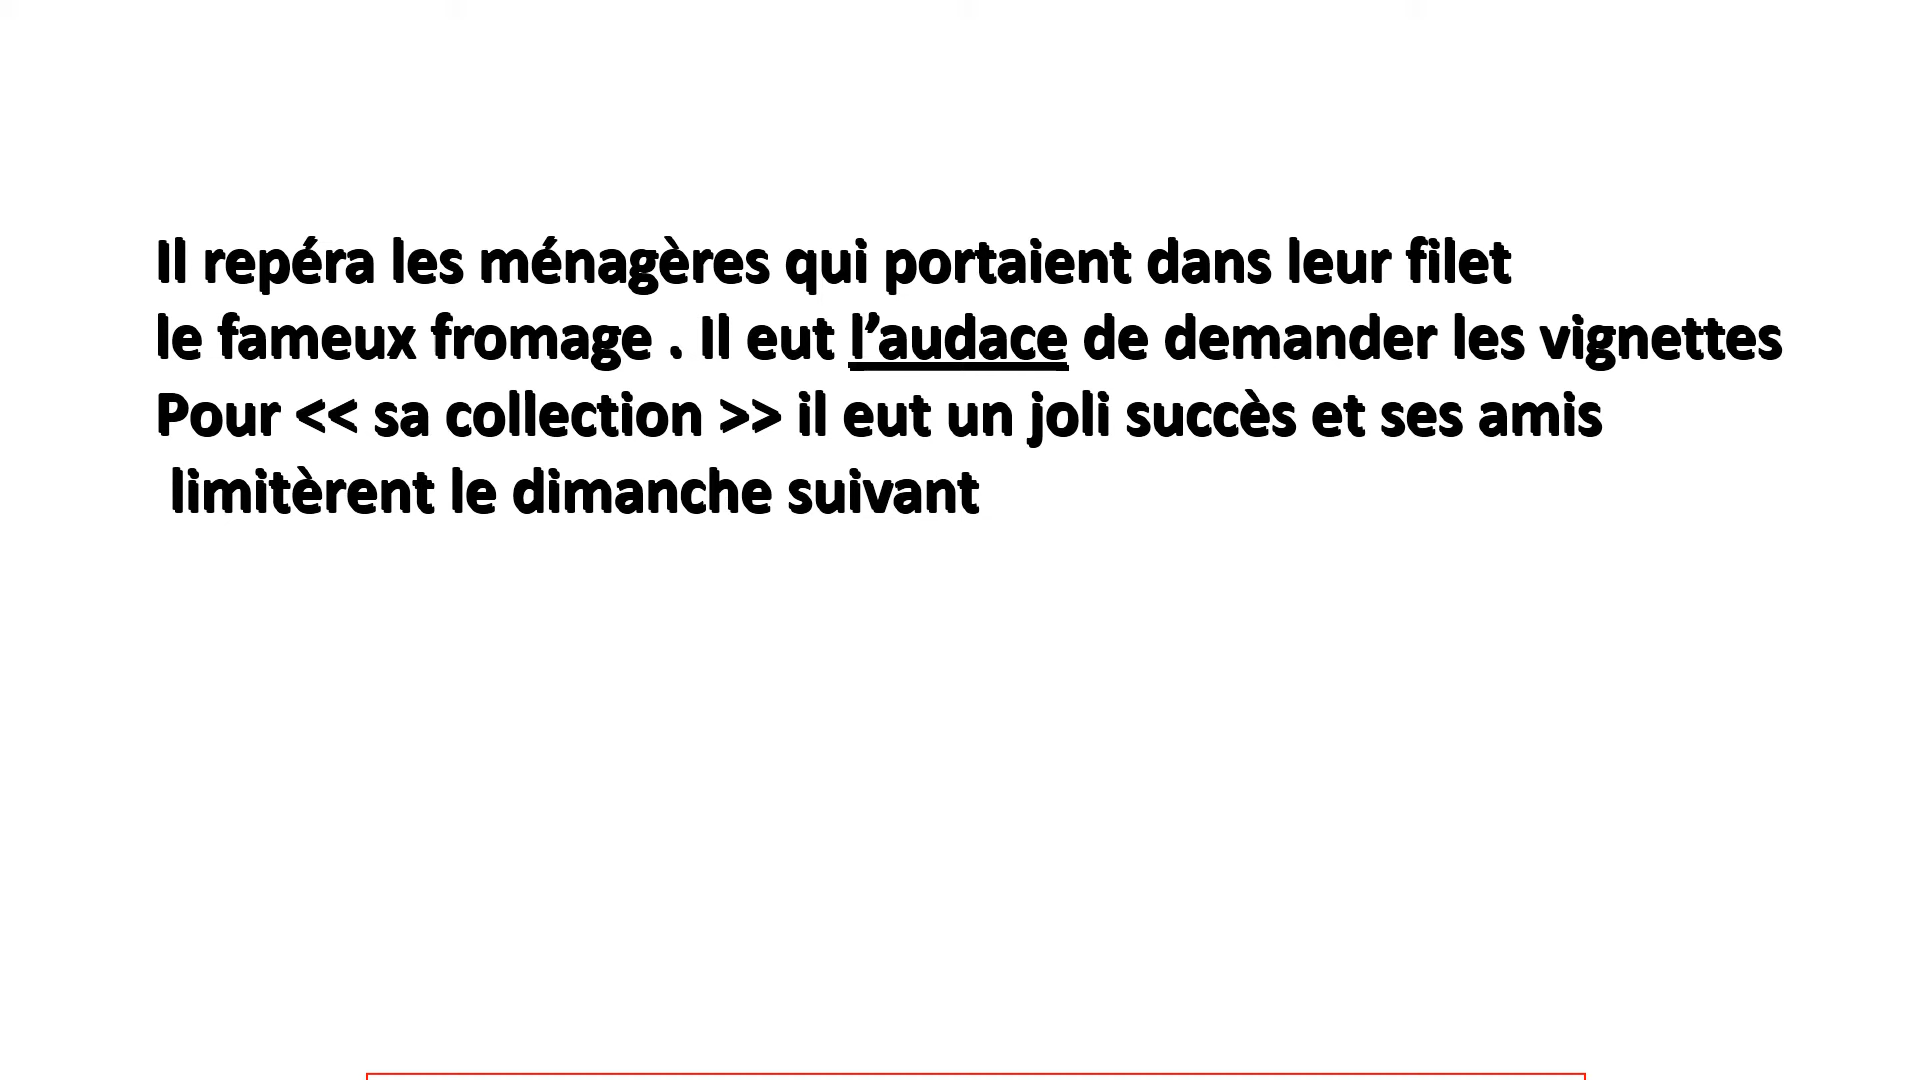 Il repéra les ménagères qui portaient dans leur filet
le fameux fromage . Il eut l’audace de demander les vignettes
Pour << sa collection >> il eut un joli succès et ses amis
limitèrent le dimanche suivant